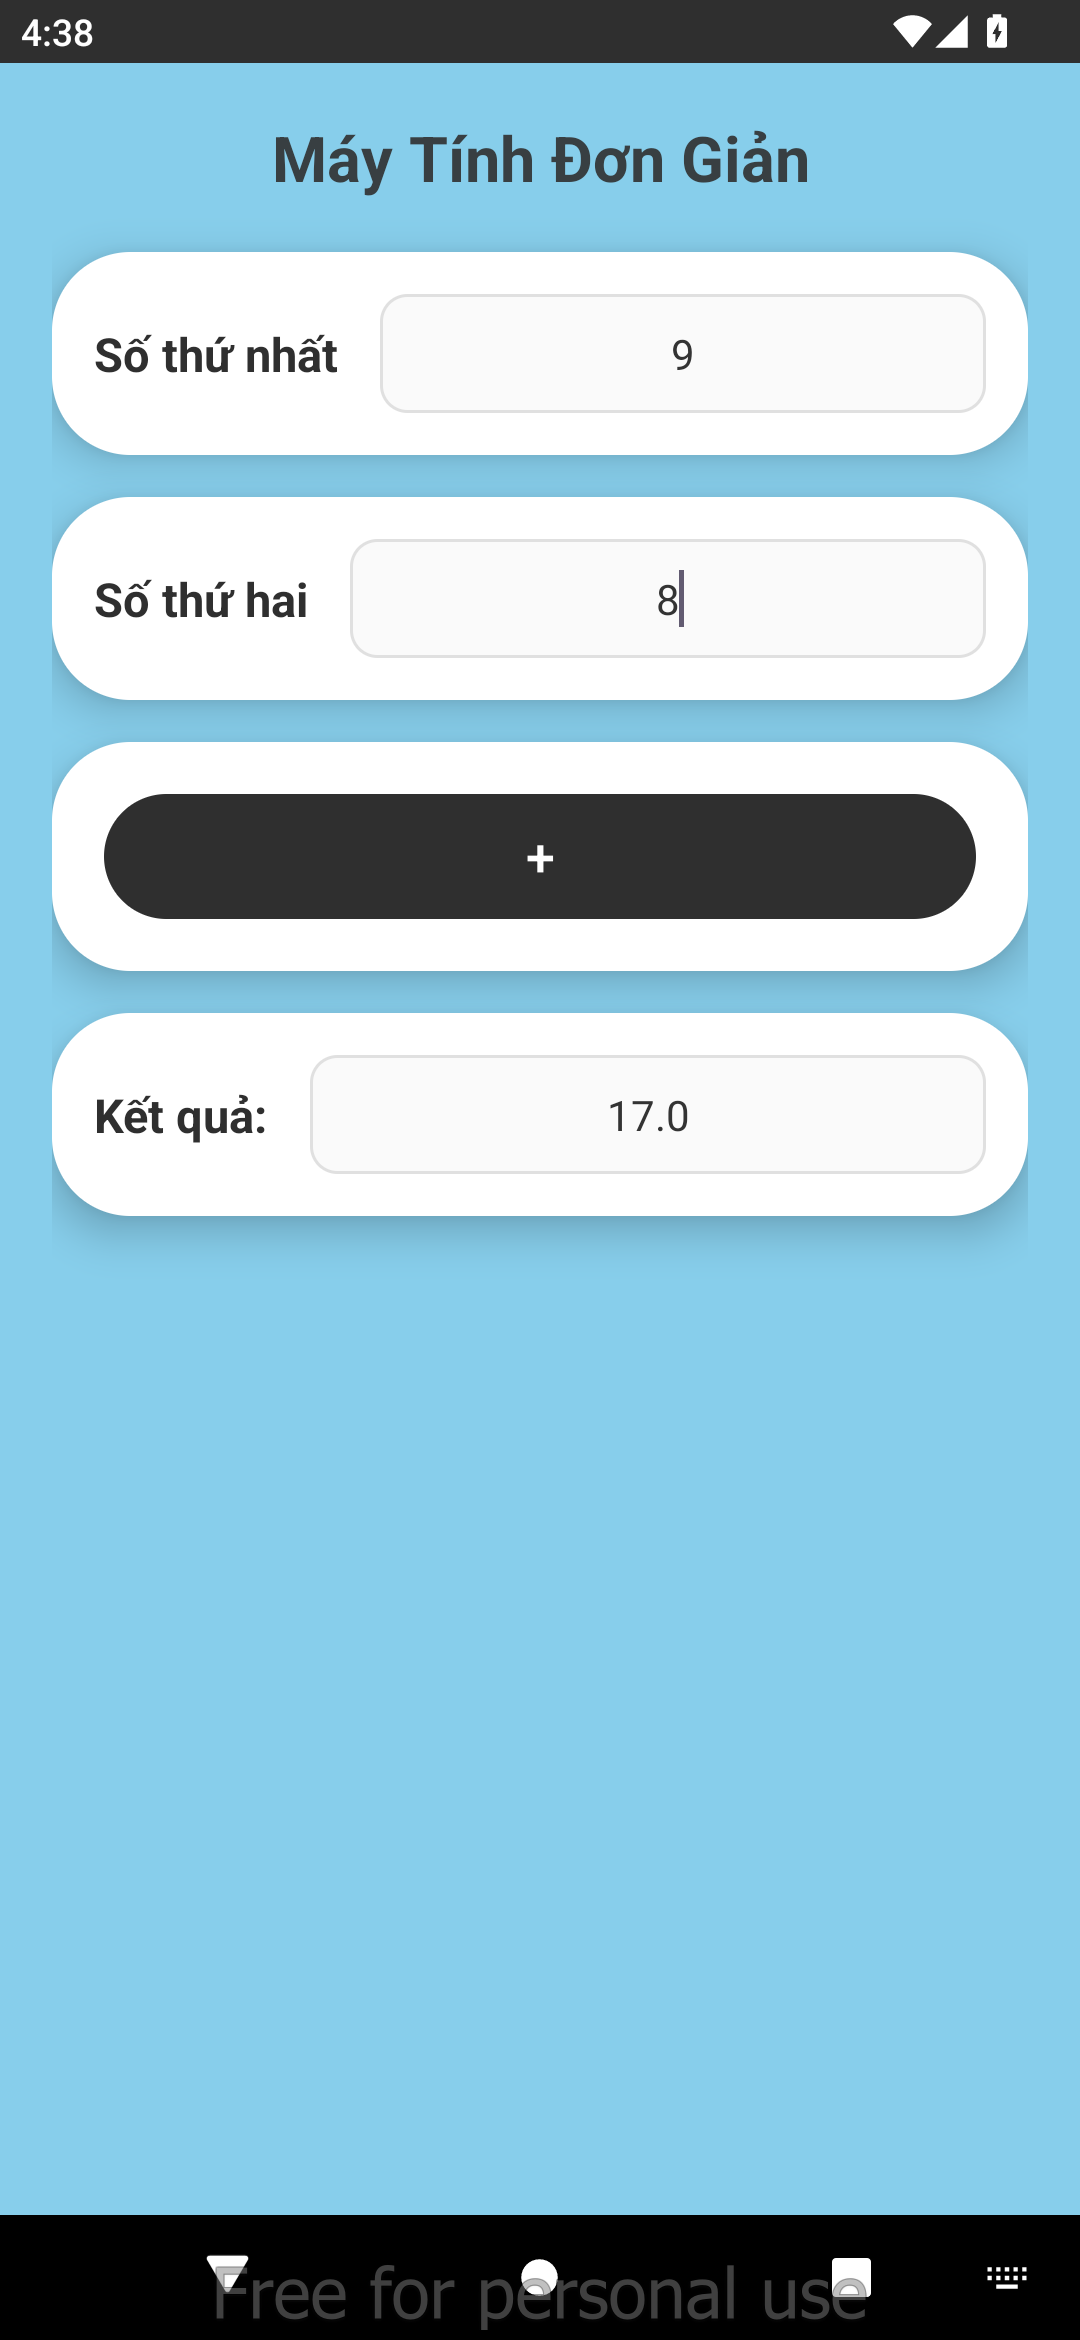 4:38
Máy Tính Đơn Giản
Số thứ nhất 9
Số thứ hai 8
+
Kết quả: 17.0
Free for personal use